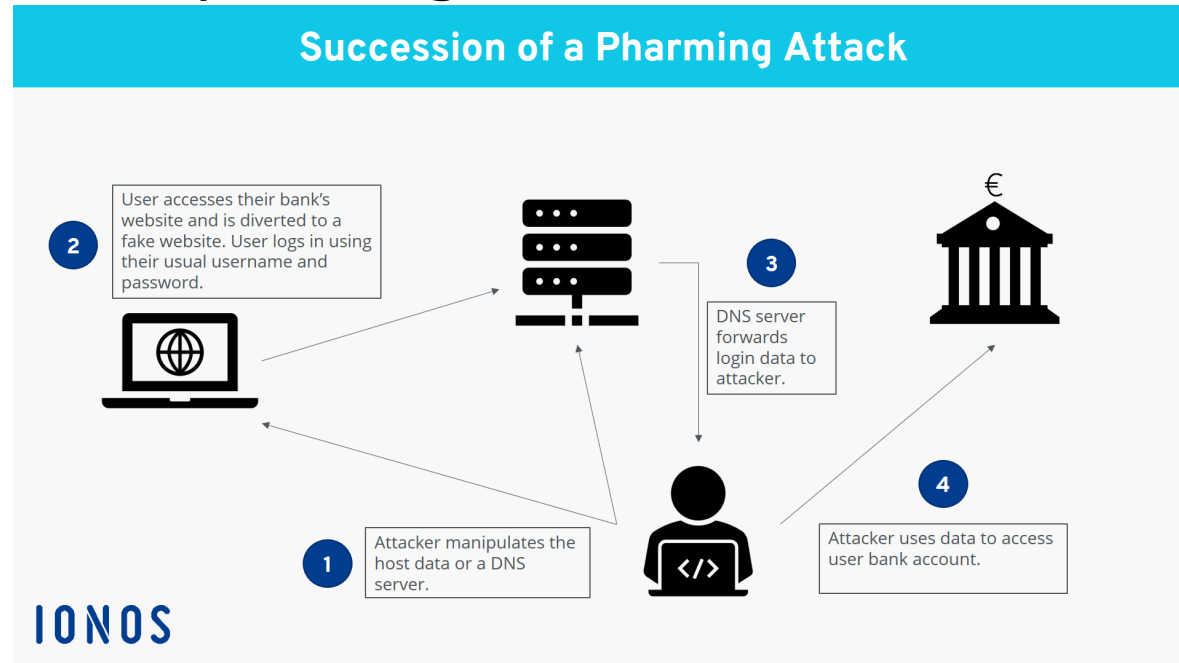 Succession of a Pharming Attack
€
2
User accesses their bank's
website and is diverted to a
fake website. User logs in using
their usual username and
password.
3
DNS server
forwards
login data to
attacker.
1
Attacker manipulates the
host data or a DNS
server.
</>
4
Attacker uses data to access
user bank account.
IONOS